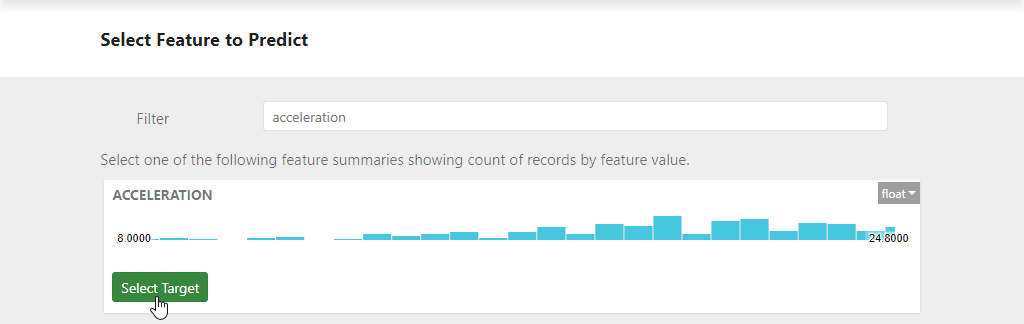 Select Feature to Predict
Filter
acceleration
Select one of the following feature summaries showing count of records by feature value.
ACCELERATION
float
8.0000
24.8000
Select Target